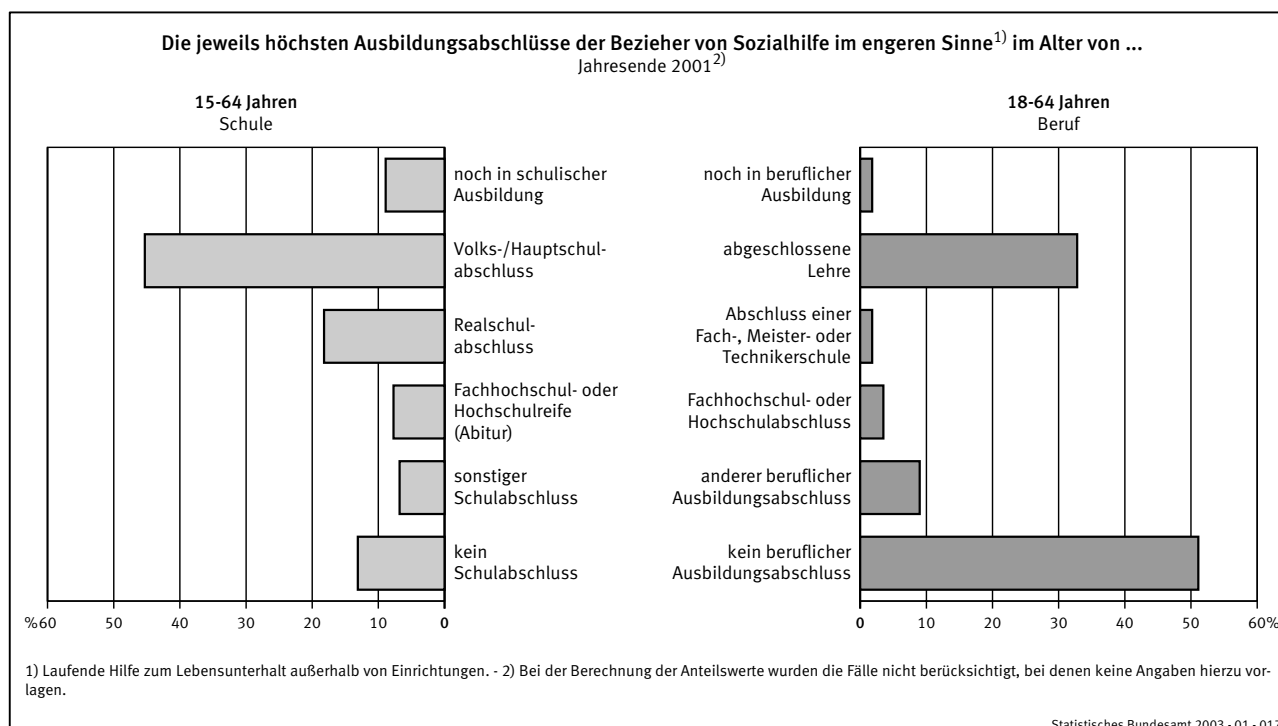 Die jeweils höchsten Ausbildungsabschlüsse der Bezieher von Sozialhilfe im engeren Sinne1) im Alter von ...
Jahresende 20012)
15-64 Jahren
Schule
noch in schulischer
Ausbildung
Volks-/Hauptschul-
abschluss
Realschul-
abschluss
Fachhochschul- oder
Hochschulreife
(Abitur)
sonstiger
Schulabschluss
kein
Schulabschluss
%60 50 40 30 20 10 0
18-64 Jahren
Beruf
noch in beruflicher
Ausbildung
abgeschlossene
Lehre
Abschluss einer
Fach-, Meister- oder
Technikerschule
Fachhochschul- oder
Hochschulabschluss
anderer beruflicher
Ausbildungsabschluss
kein beruflicher
Ausbildungsabschluss
0 10 20 30 40 50 60%
1) Laufende Hilfe zum Lebensunterhalt außerhalb von Einrichtungen. - 2) Bei der Berechnung der Anteilswerte wurden die Fälle nicht berücksichtigt, bei denen keine Angaben hierzu vor-
lagen.
Statistisches Bundesamt 2003 - 01 - 017